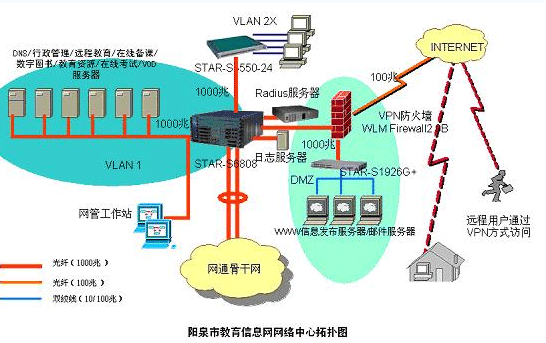 VLAN 2X
DNS/行政管理/远程教育/在线备课/
数字图书/教育资源/在线考试/VOD
服务器
STAR-S3550-24
INTERNET
1000兆
Radius服务器
100兆
1000兆
VPN防火墙
WLM Firewall2
1000兆
VLAN 1
STAR-S6808
日志服务器
STAR-S1926G+
DMZ
网管工作站
WWW信息发布服务器/邮件服务器
远程用户通过
VPN方式访问
网通骨干网
光纤（1000兆）
光纤（100兆）
双绞线（10/100兆）
阳泉市教育信息网网络中心拓扑图